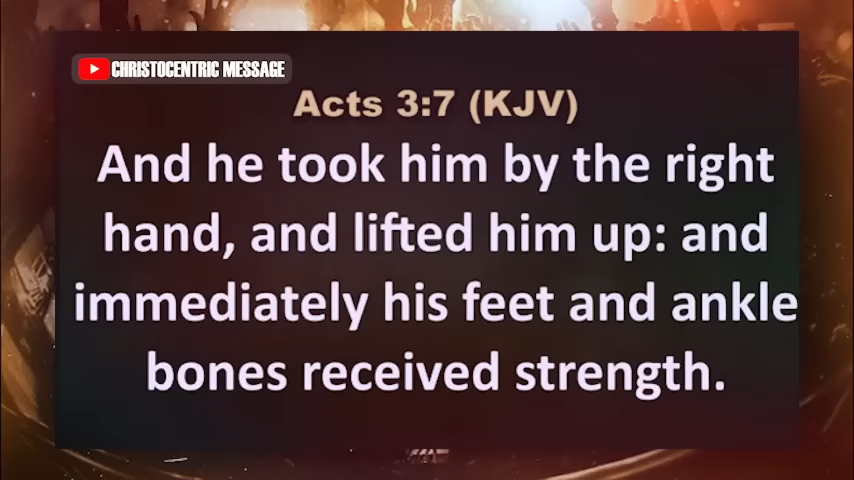 CHRISTOCENTRIC MESSAGE
Acts 3:7 (KJV)
And he took him by the right
hand, and lifted him up: and
immediately his feet and ankle
bones received strength.